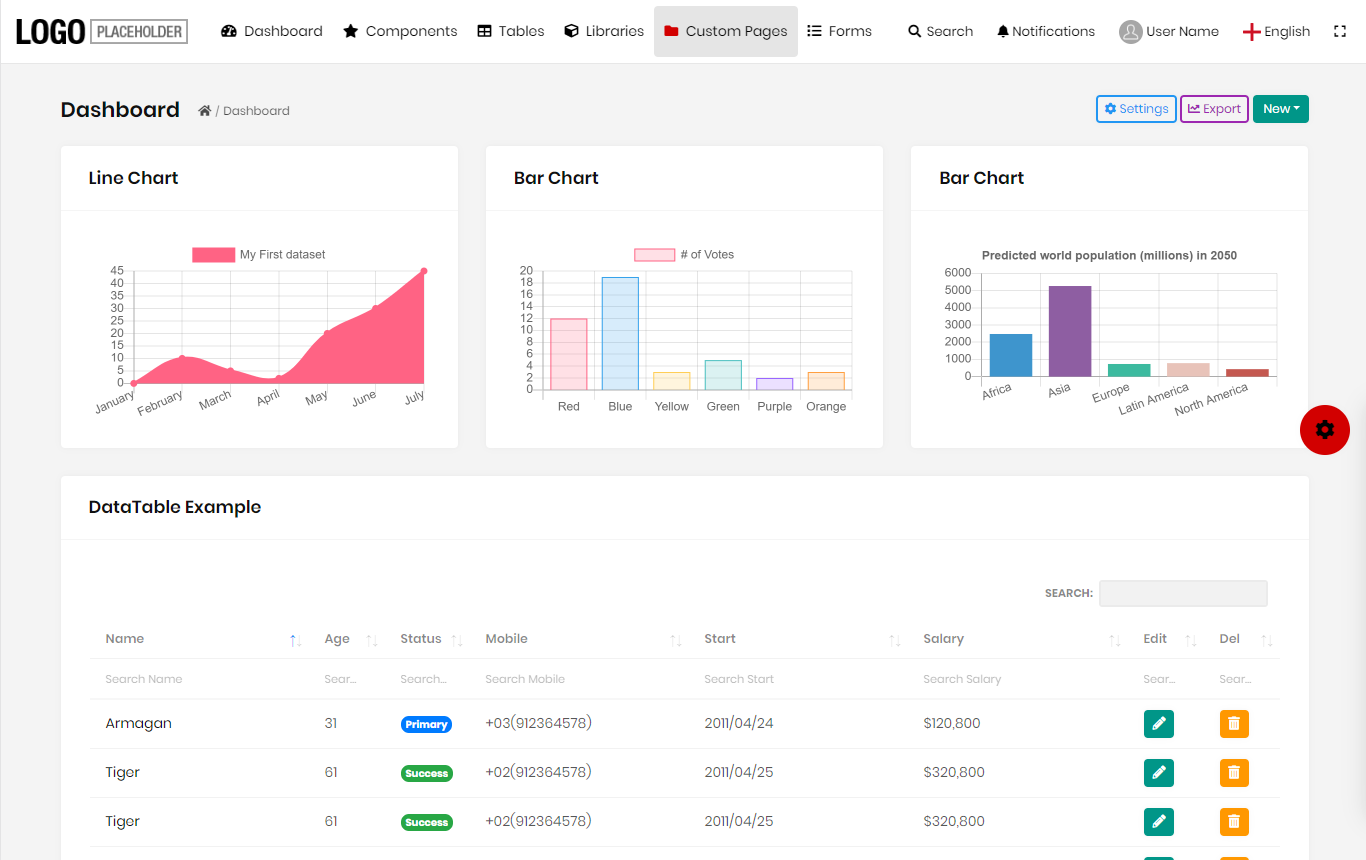 LOGO PLACEHOLDER Dashboard Components Tables Libraries Custom Pages Forms Search Notifications User Name English
Dashboard / Dashboard Settings Export New
Line Chart
My First dataset
45
40
35
30
25
20
15
10
5
0
January February March April May June July
Bar Chart
# of Votes
20
18
16
14
12
10
8
6
4
2
0
Red Blue Yellow Green Purple Orange
Bar Chart
Predicted world population (millions) in 2050
6000
5000
4000
3000
2000
1000
0
Africa Asia Europe Latin America North America
DataTable Example
SEARCH:
Name Age Status Mobile Start Salary Edit Del
Search Name Sear... Search... Search Mobile Search Start Search Salary Sear... Sear...
Armagan 31 Primary +03(912364578) 2011/04/24 $120,800
Tiger 61 Success +02(912364578) 2011/04/25 $320,800
Tiger 61 Success +02(912364578) 2011/04/25 $320,800